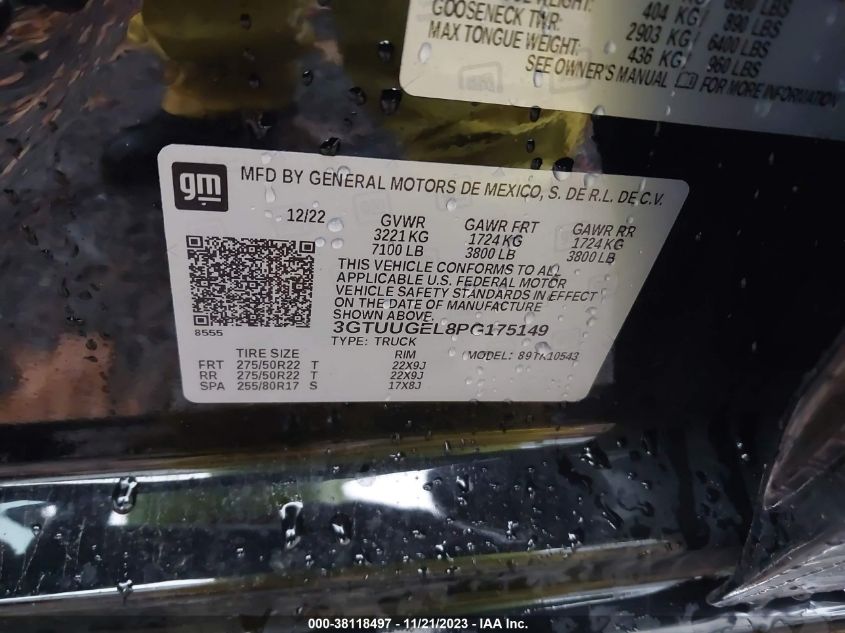 404 KG/ 890 LBS
GOOSENECK TWR: 2903 KG/ 6400 LBS
MAX TONGUE WEIGHT: 436 KG/ 960 LBS
SEE OWNER'S MANUAL FOR MORE INFORMATION
gm
MFD BY GENERAL MOTORS DE MEXICO, S. DE R.L. DE C.V.
12/22 GVWR GAWR FRT GAWR RR
3221 KG 1724 KG 1724 KG
7100 LB 3800 LB 3800 LB
THIS VEHICLE CONFORMS TO ALL
APPLICABLE U.S. FEDERAL MOTOR
VEHICLE SAFETY STANDARDS IN EFFECT
ON THE DATE OF MANUFACTURE
SHOWN ABOVE.
8555 3GTUUGEL8PG175149
TYPE: TRUCK MODEL: 89TK10543
TIRE SIZE RIM
FRT 275/50R22 T 22X9J
RR 275/50R22 T 22X9J
SPA 255/80R17 S 17X8J
000-38118497 - 11/21/2023 - IAA Inc.